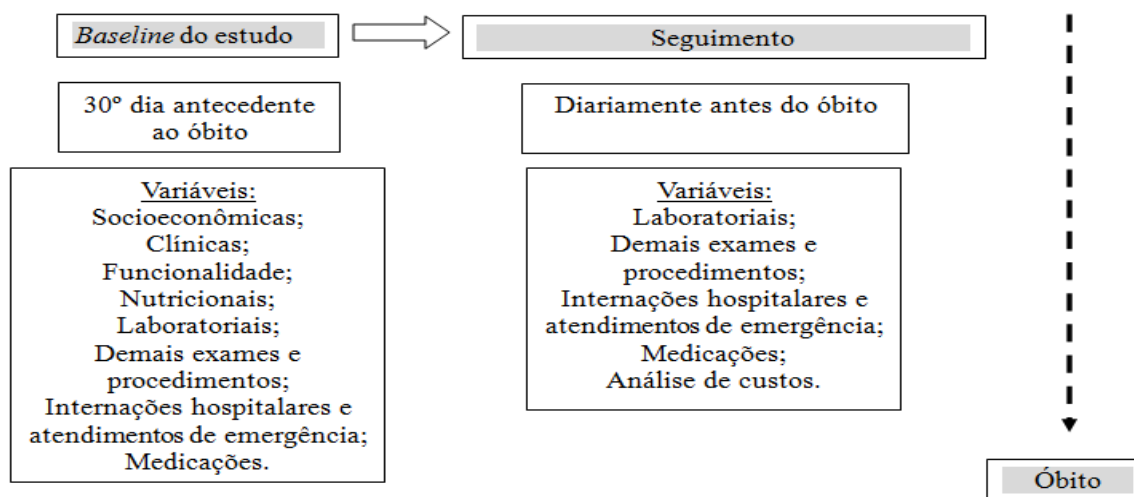 Baseline do estudo
Seguimento
30º dia antecedente
ao óbito
Diariamente antes do óbito
Variáveis:
Socioeconômicas;
Clínicas;
Funcionalidade;
Nutricionais;
Laboratoriais;
Demais exames e
procedimentos;
Internações hospitalares e
atendimentos de emergência;
Medicações.
Variáveis:
Laboratoriais;
Demais exames e
procedimentos;
Internações hospitalares e
atendimentos de emergência;
Medicações;
Análise de custos.
Óbito